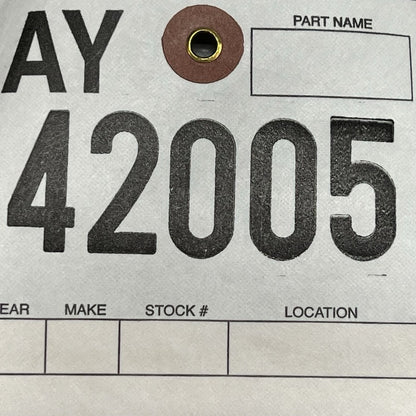 AY
PART NAME
42005
EAR MAKE STOCK # LOCATION